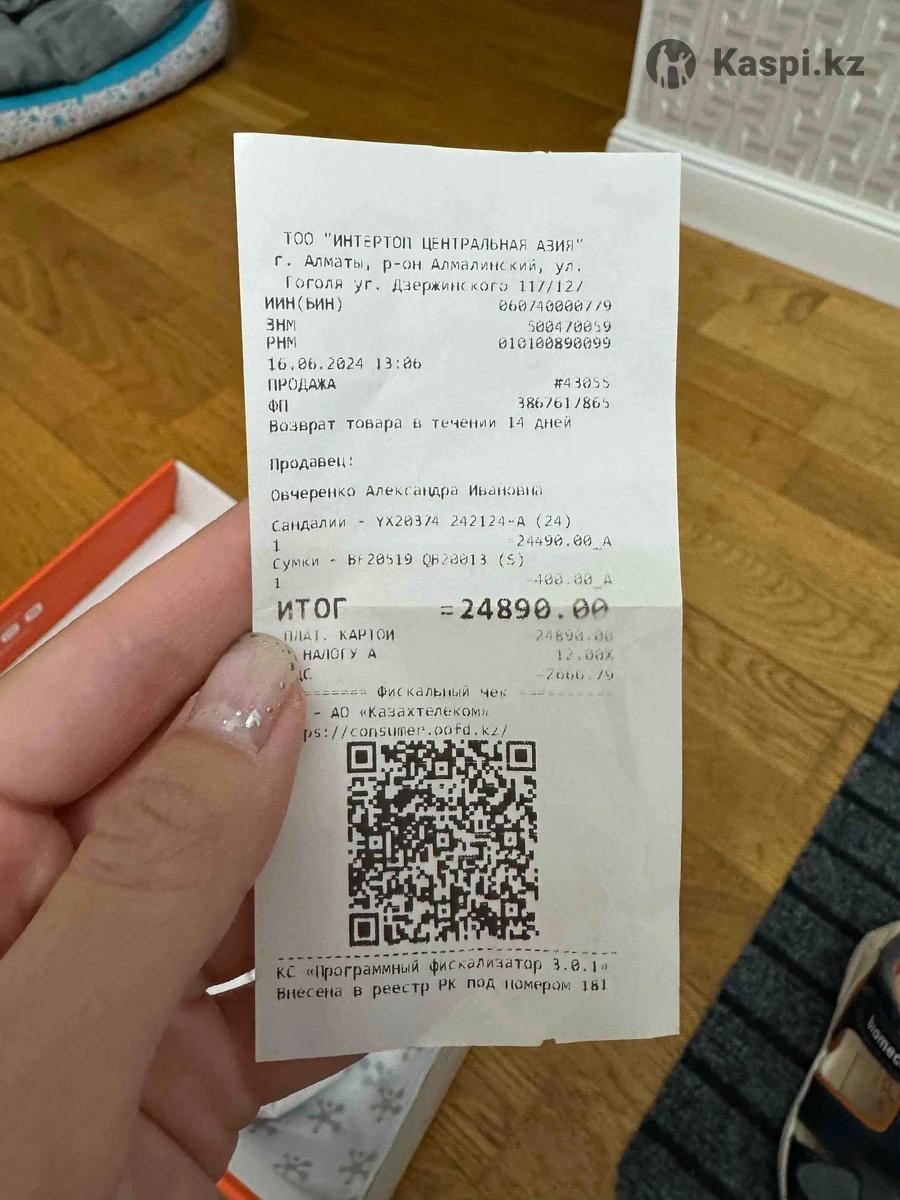 Kaspi.kz
ТОО "ИНТЕРТОП ЦЕНТРАЛЬНАЯ АЗИЯ"
г. Алматы, р-он Алмалинский, ул.
Гоголя уг. Дзержинского 117/127
ИИН(БИН) 060740000779
ЗНМ 500470059
РНМ 010100890099
16.06.2024 13:06
ПРОДАЖА #43055
ФП 3867617865
Возврат товара в течении 14 дней
Продавец:
Овчеренко Александра Ивановна
Сандалии - YX20374 242124-A (24)
1 =24490.00_А
Сумки - BF20519 QB20013 (S)
1 400.00_А
ИТОГ =24890.00
ПЛАТ. КАРТОЙ 24890.00
НАЛОГУ А 12.00%
ДС =2666.79
======= Фискальный чек ==========
- АО «Казахтелеком»
ps://consumer.oofd.kz/
КС «Программный фискализатор 3.0.1»
Внесена в реестр РК под номером 181